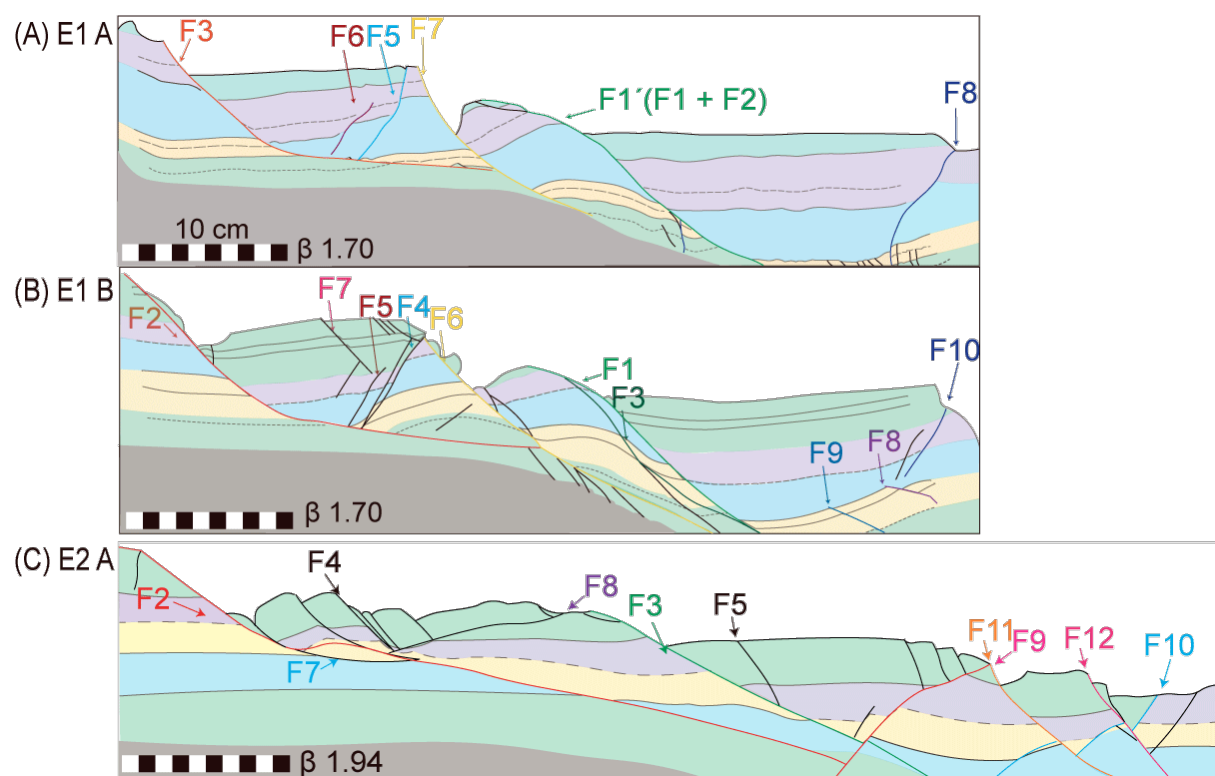 (A) E1 A
F3
F6
F5
F7
F1´(F1 + F2)
F8
10 cm
β 1.70
(B) E1 B
F2
F7
F5
F4
F6
F1
F3
F10
F9
F8
β 1.70
(C) E2 A
F2
F4
F7
F8
F3
F5
F11
F9
F12
F10
β 1.94